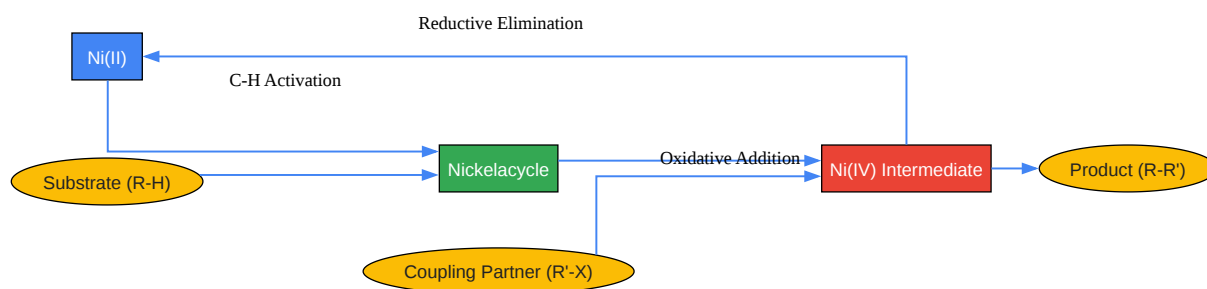 Reductive Elimination
Ni(II)
C-H Activation
Substrate (R-H)
Nickelacycle
Oxidative Addition
Ni(IV) Intermediate
Product (R-R')
Coupling Partner (R'-X)